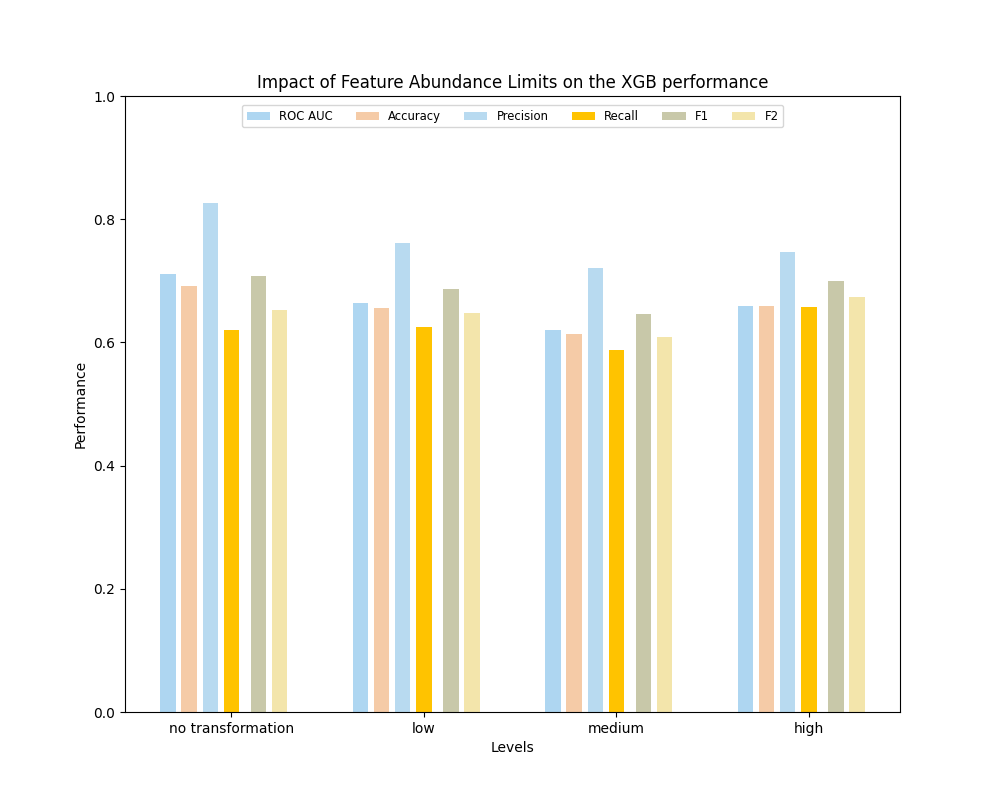 Impact of Feature Abundance Limits on the XGB performance
ROC AUC Accuracy Precision Recall F1 F2
1.0
0.8
0.6
0.4
0.2
0.0
Performance
no transformation low medium high
Levels